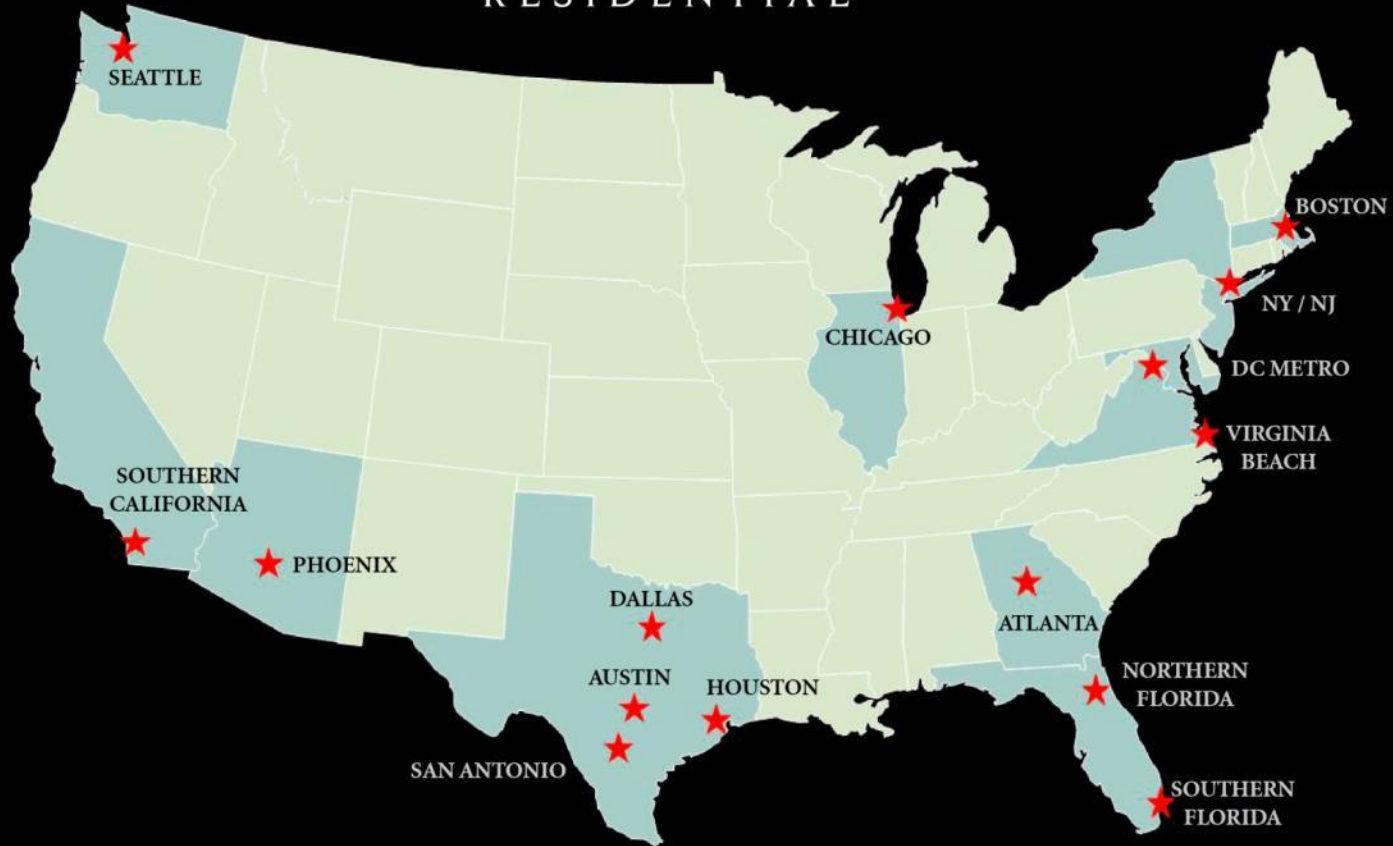 RESIDENTIAL
SEATTLE
BOSTON
NY / NJ
CHICAGO
DC METRO
VIRGINIA
BEACH
SOUTHERN
CALIFORNIA
PHOENIX
DALLAS
ATLANTA
AUSTIN
HOUSTON
NORTHERN
FLORIDA
SAN ANTONIO
SOUTHERN
FLORIDA